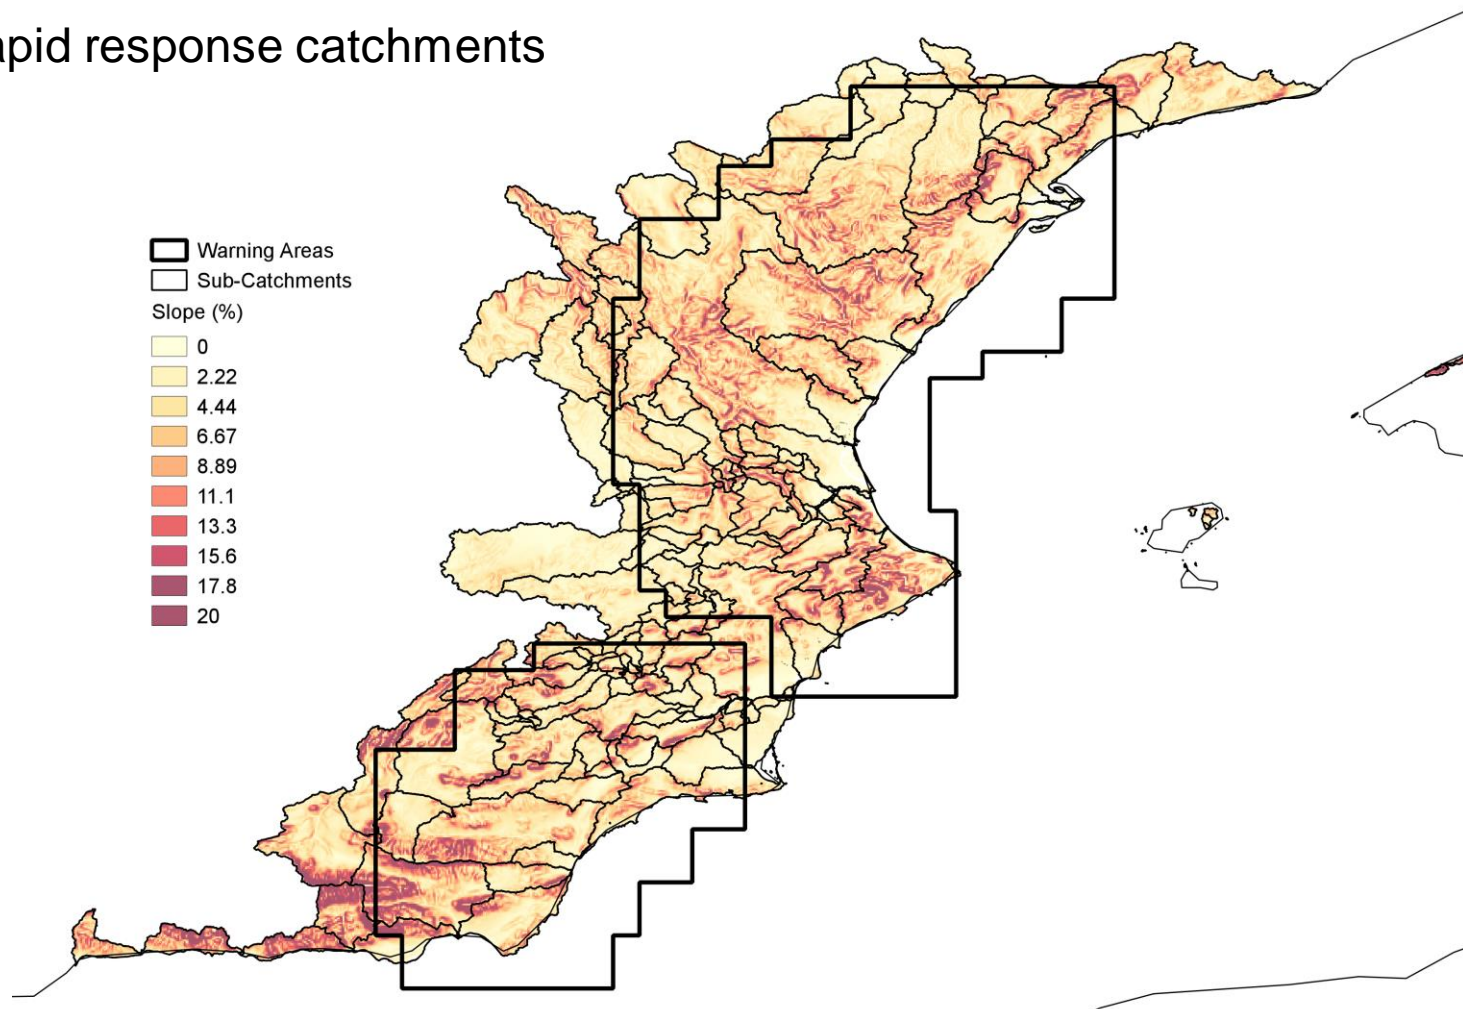 apid response catchments
Warning Areas
Sub-Catchments
Slope (%)
0
2.22
4.44
6.67
8.89
11.1
13.3
15.6
17.8
20